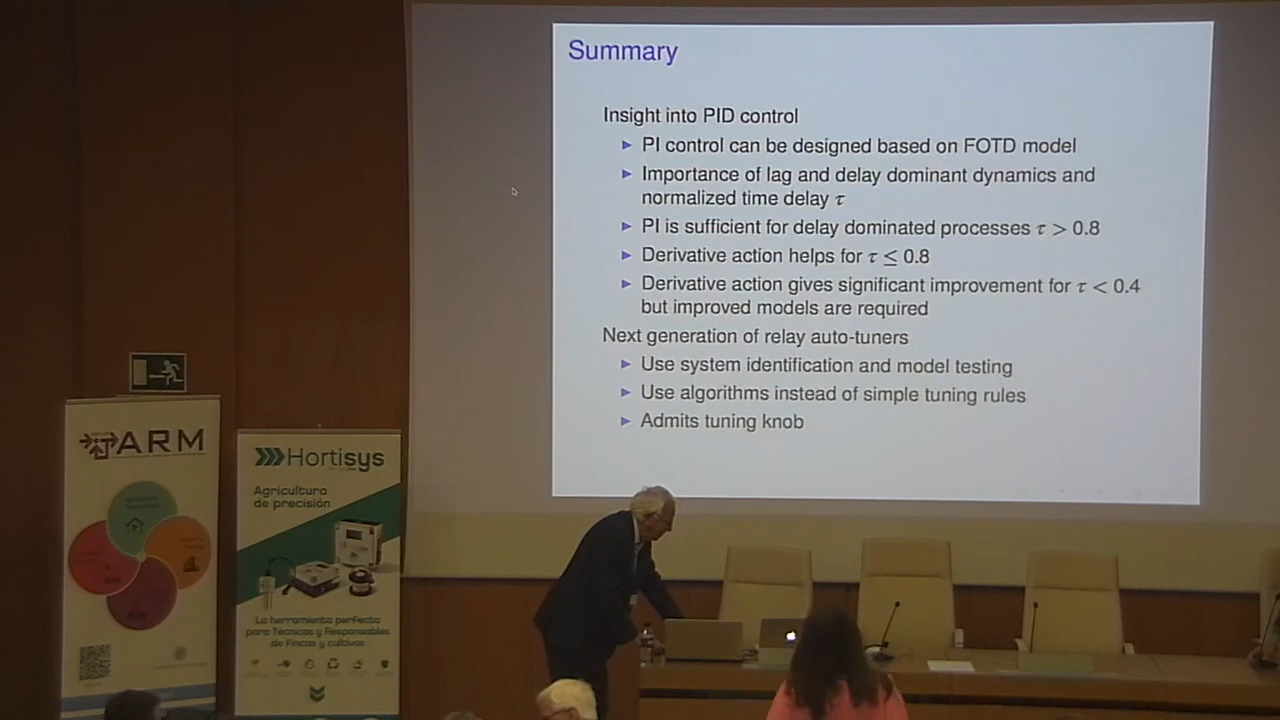 Summary
Insight into PID control
▶ PI control can be designed based on FOTD model
▶ Importance of lag and delay dominant dynamics and
normalized time delay τ
▶ PI is sufficient for delay dominated processes τ > 0.8
▶ Derivative action helps for τ ≤ 0.8
▶ Derivative action gives significant improvement for τ < 0.4
but improved models are required
Next generation of relay auto-tuners
▶ Use system identification and model testing
▶ Use algorithms instead of simple tuning rules
▶ Admits tuning knob
ARM
Hortisys
Agricultura
de precisión
La herramienta perfecta
para Técnicos y Responsables
de Fincas y cultivos